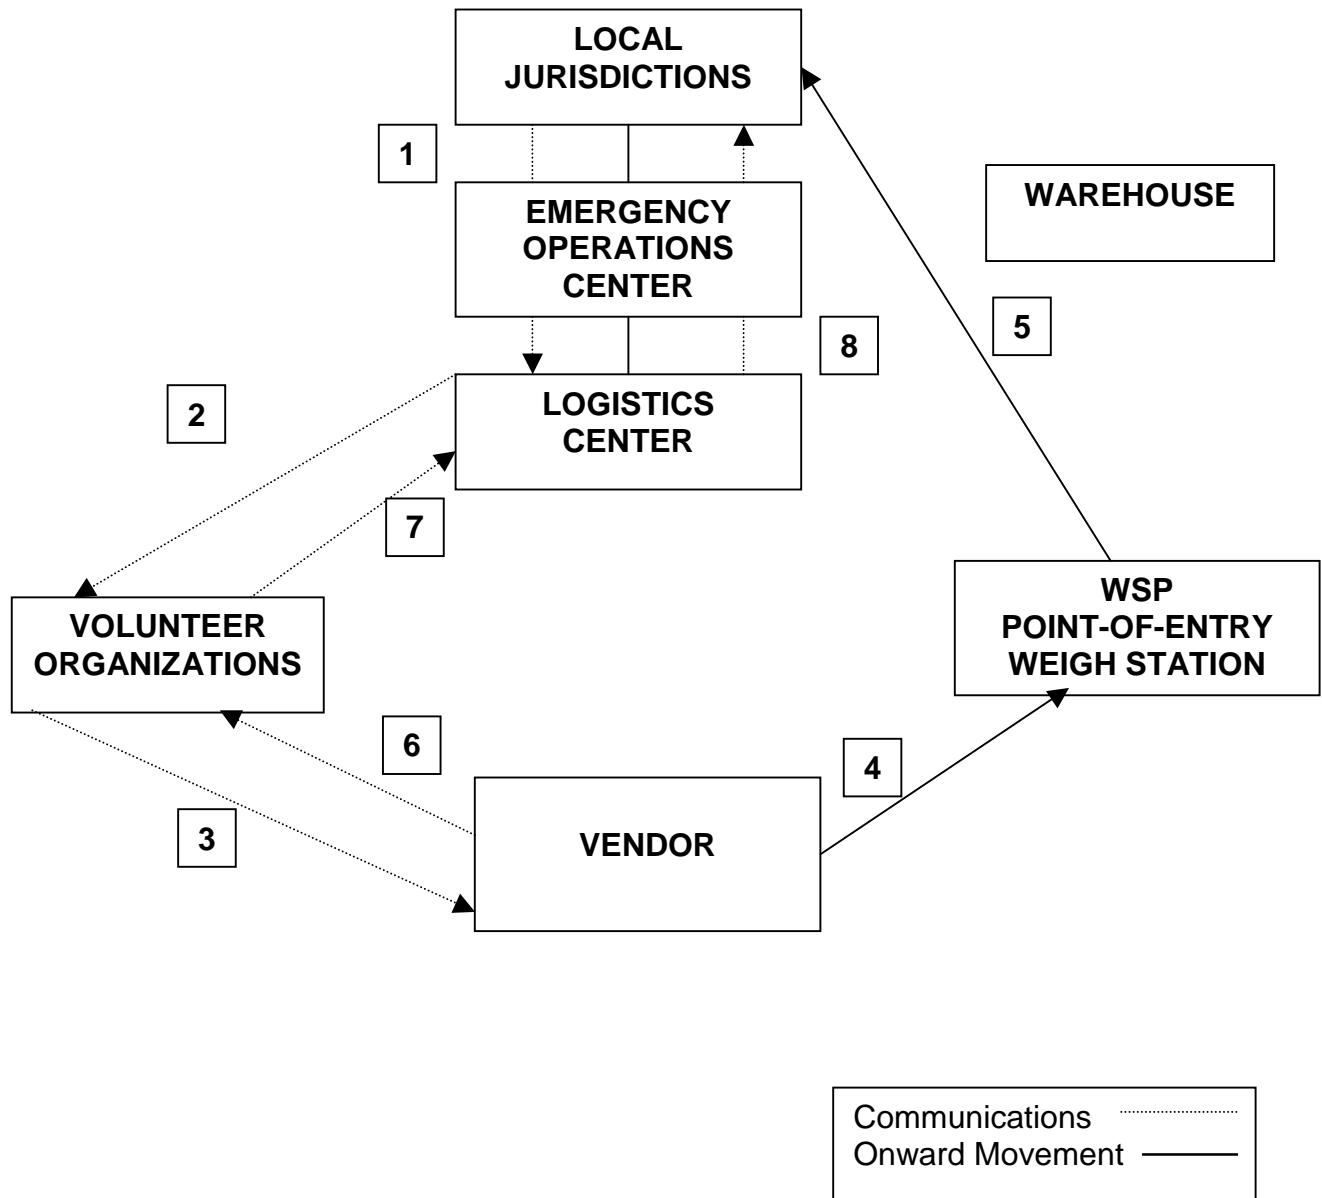 LOCAL
JURISDICTIONS
1
WAREHOUSE
EMERGENCY
OPERATIONS
CENTER
5
8
2
LOGISTICS
CENTER
7
WSP
POINT-OF-ENTRY
WEIGH STATION
VOLUNTEER
ORGANIZATIONS
6
4
3
VENDOR
Communications
Onward Movement